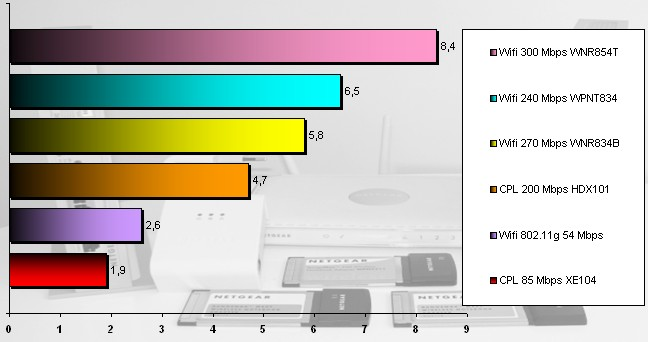 8,4
Wifi 300 Mbps WNR854T
6,5
Wifi 240 Mbps WPNT834
5,8
Wifi 270 Mbps WNR834B
4,7
CPL 200 Mbps HDX101
2,6
Wifi 802.11g 54 Mbps
1,9
CPL 85 Mbps XE104
NETGEAR
NETGEAR
NETGEAR
0 1 2 3 4 5 6 7 8 9